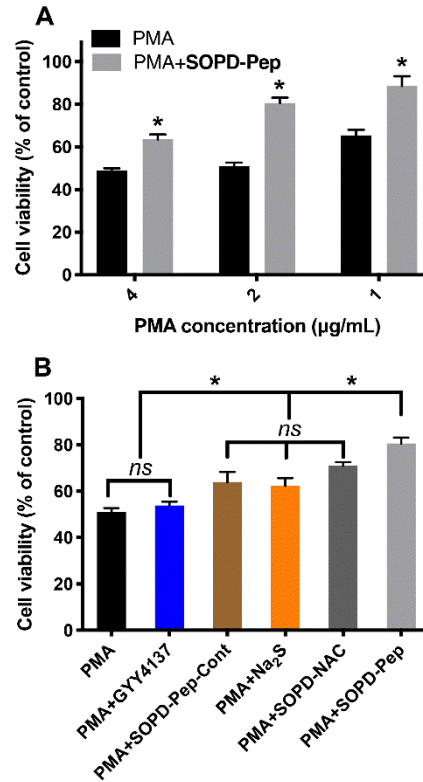 A
PMA
PMA+SOPD-Pep
Cell viability (% of control)
100
80
60
40
20
0
*
*
*
4
2
1
PMA concentration (µg/mL)
B
Cell viability (% of control)
100
80
60
40
20
0
*
*
ns
ns
PMA
PMA+GYY4137
PMA+SOPD-Pep-Cont
PMA+Na₂S
PMA+SOPD-NAC
PMA+SOPD-Pep